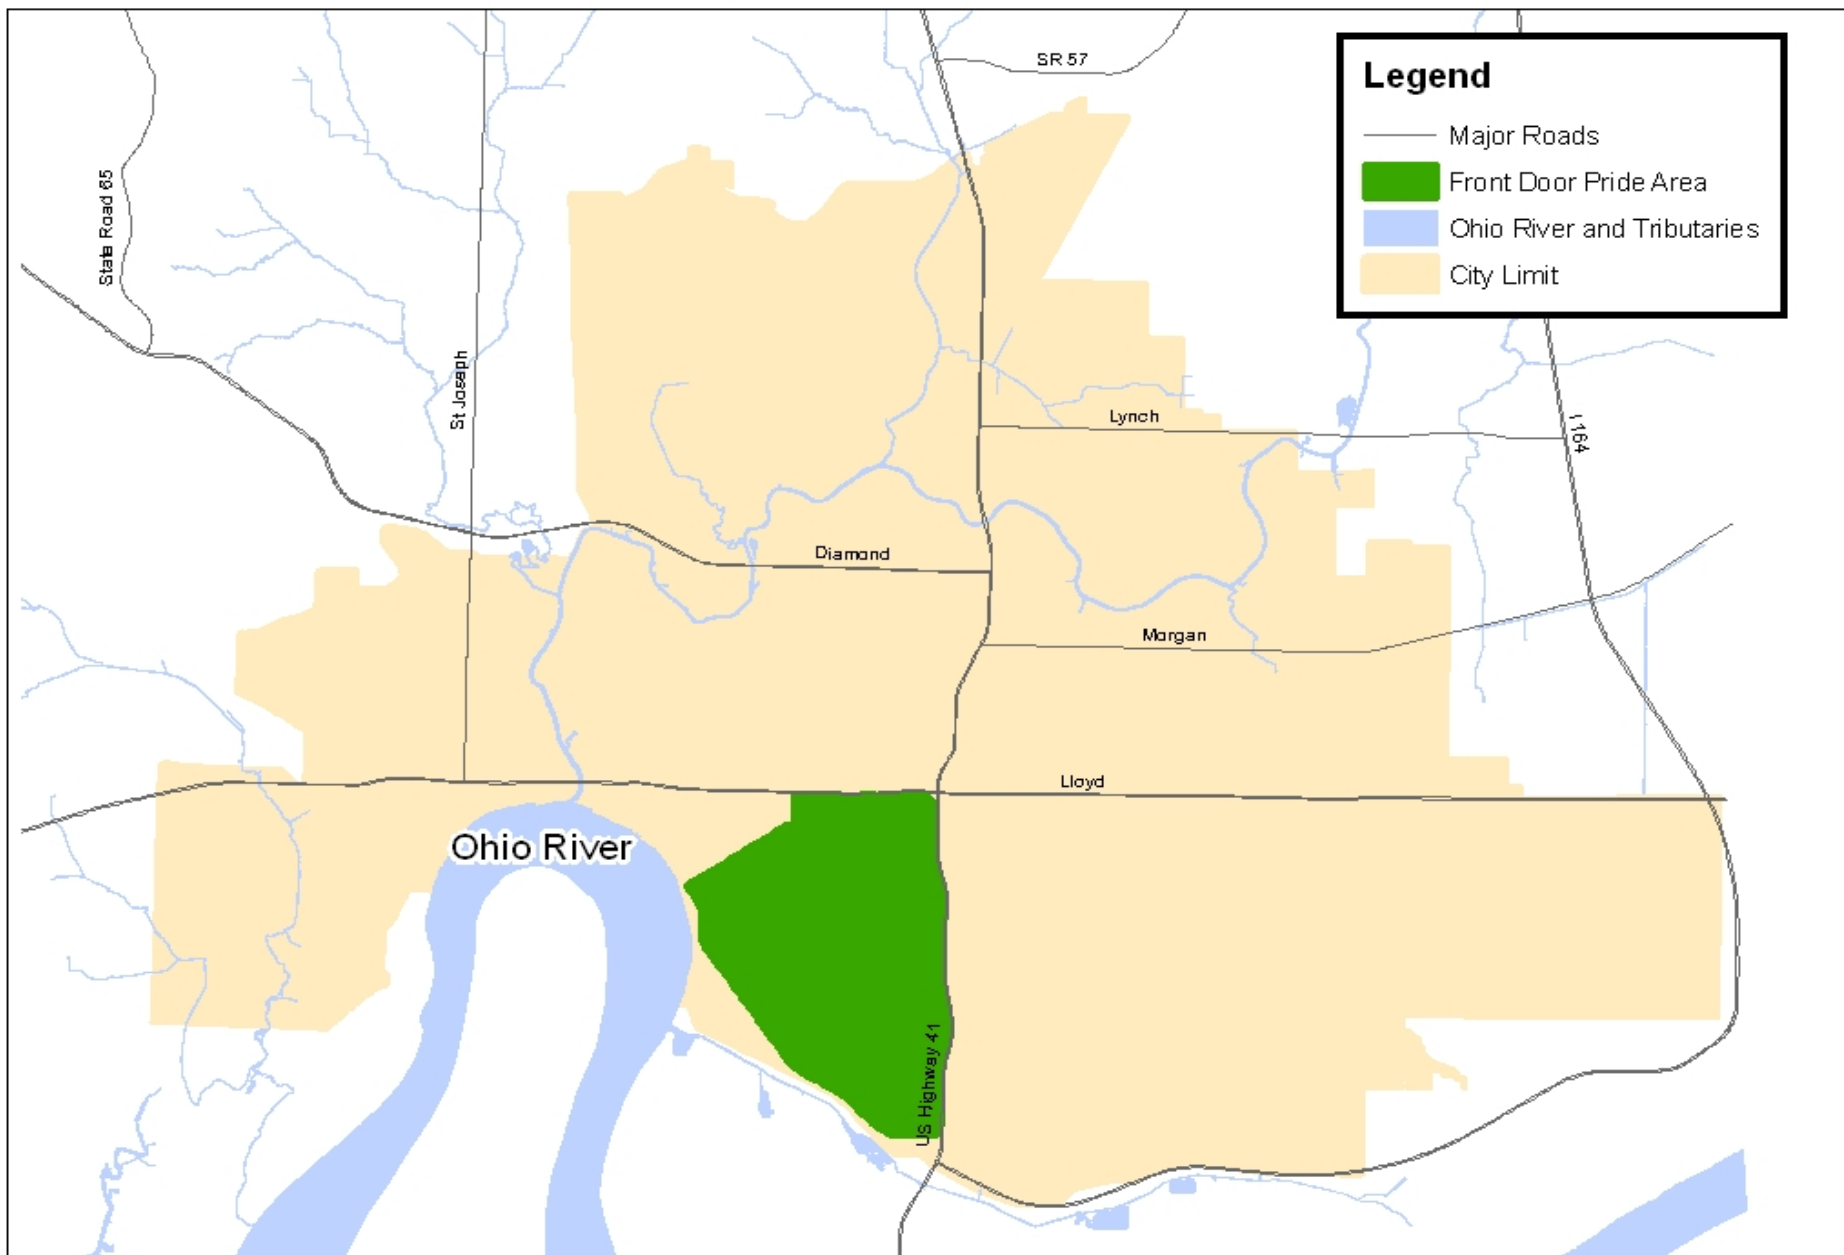 SR 57
Legend
Major Roads
Front Door Pride Area
Ohio River and Tributaries
City Limit
State Road 65
St Joseph
Lynch
I 164
Diamond
Morgan
Lloyd
Ohio River
US Highway 41